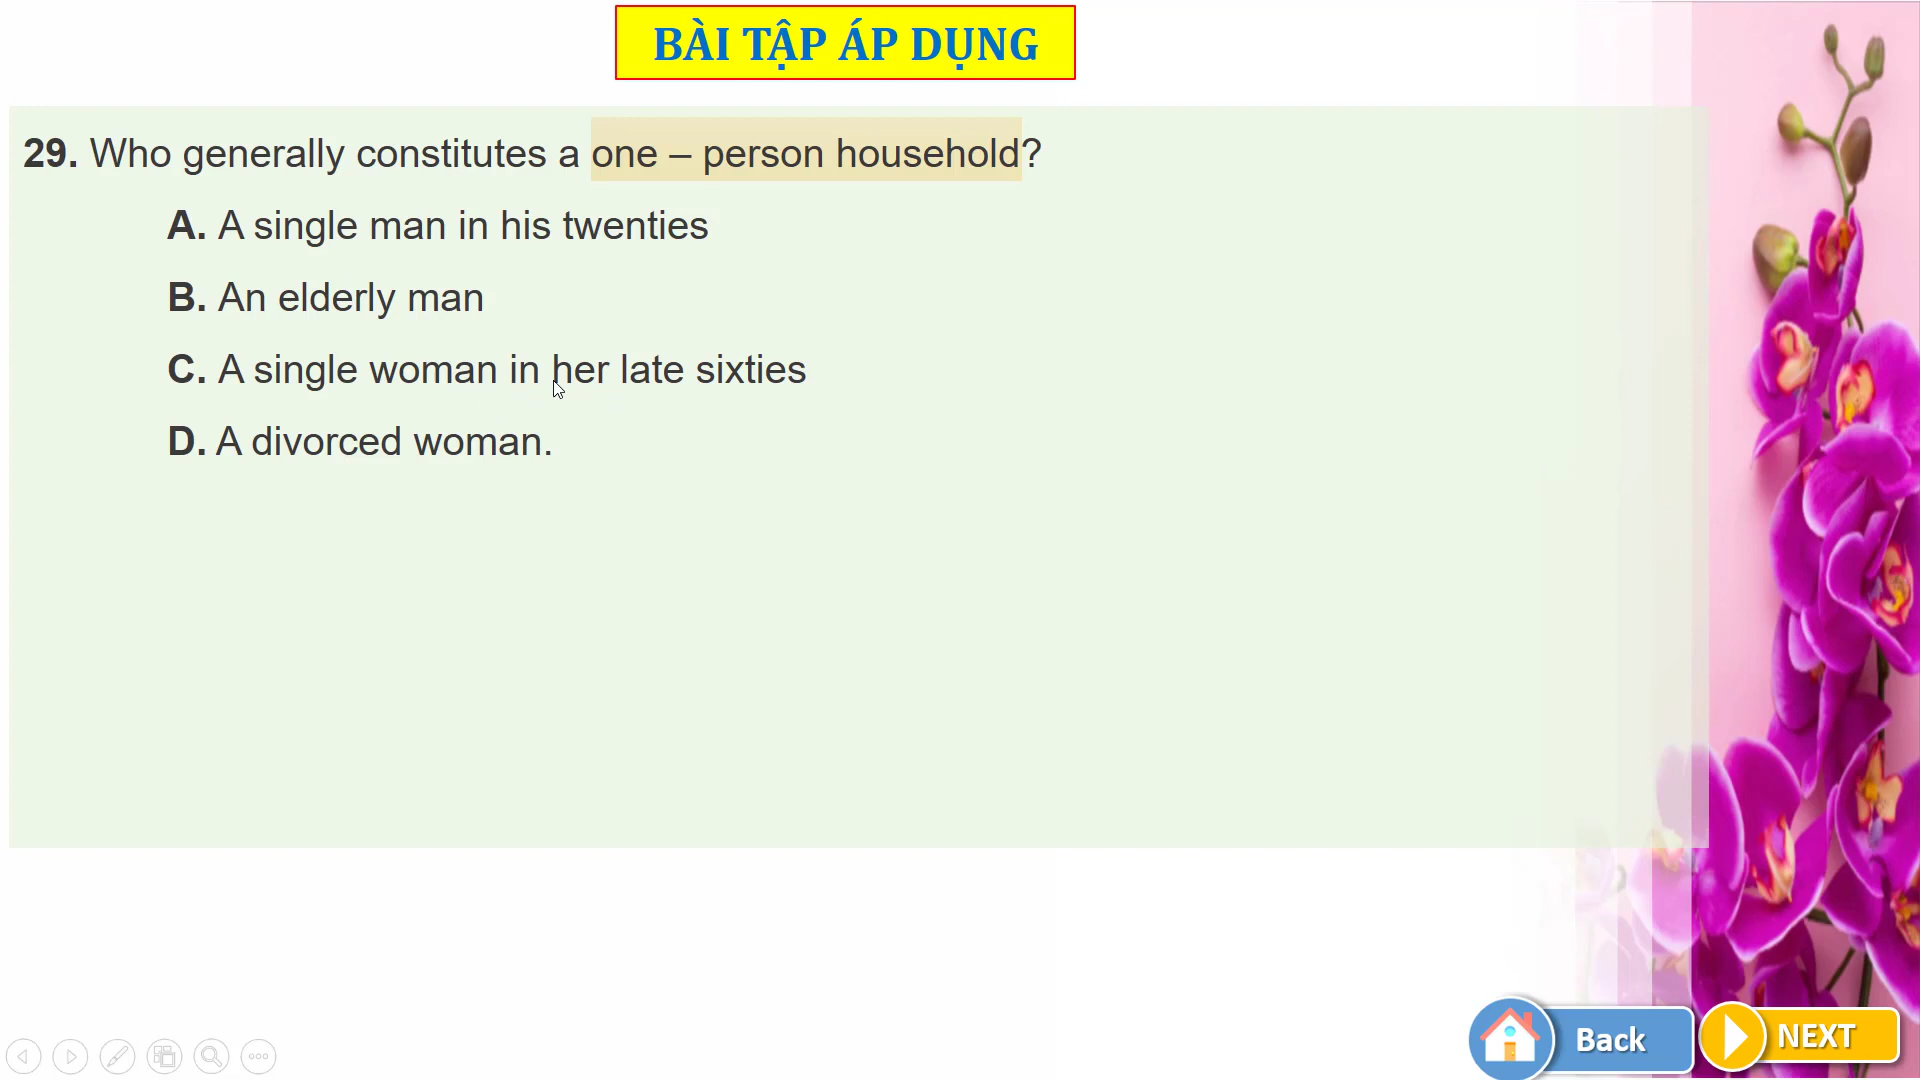 BÀI TẬP ÁP DỤNG
29. Who generally constitutes a one – person household?
A. A single man in his twenties
B. An elderly man
C. A single woman in her late sixties
D. A divorced woman.
Back
NEXT